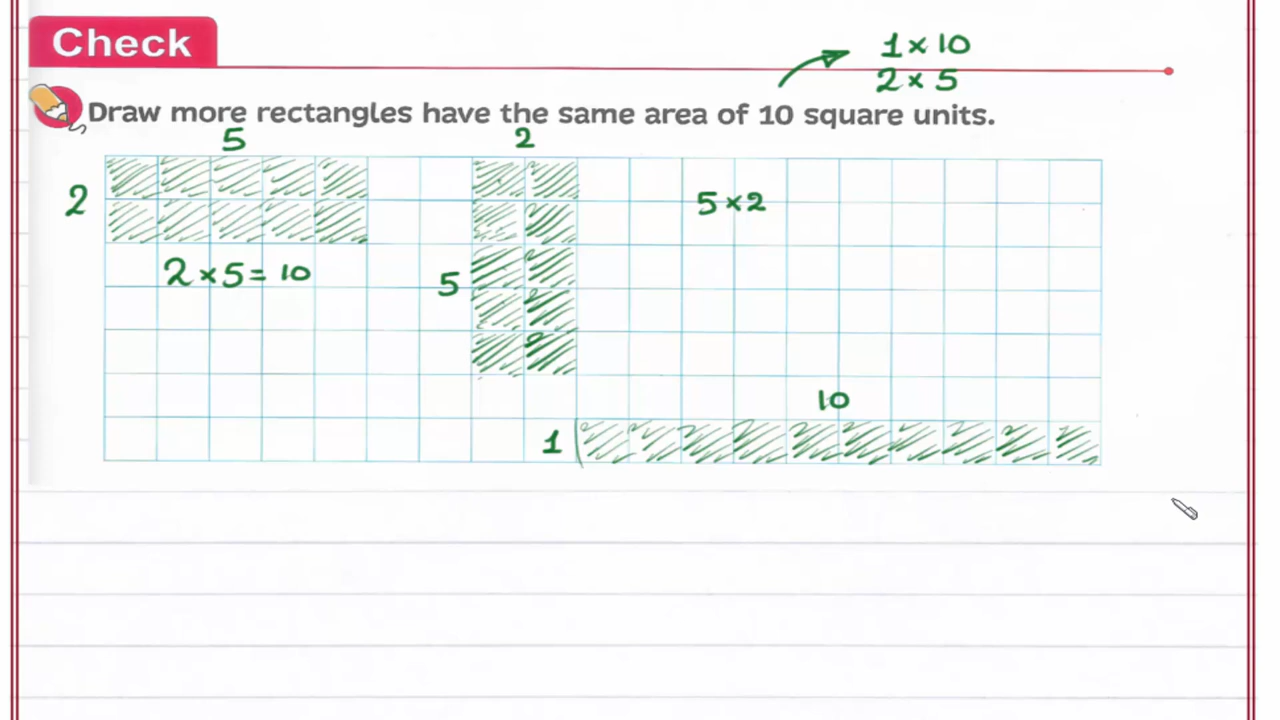 Check
1 × 10
2 × 5
Draw more rectangles have the same area of 10 square units.
5
2
2
5 × 2
2 × 5 = 10
5
10
1